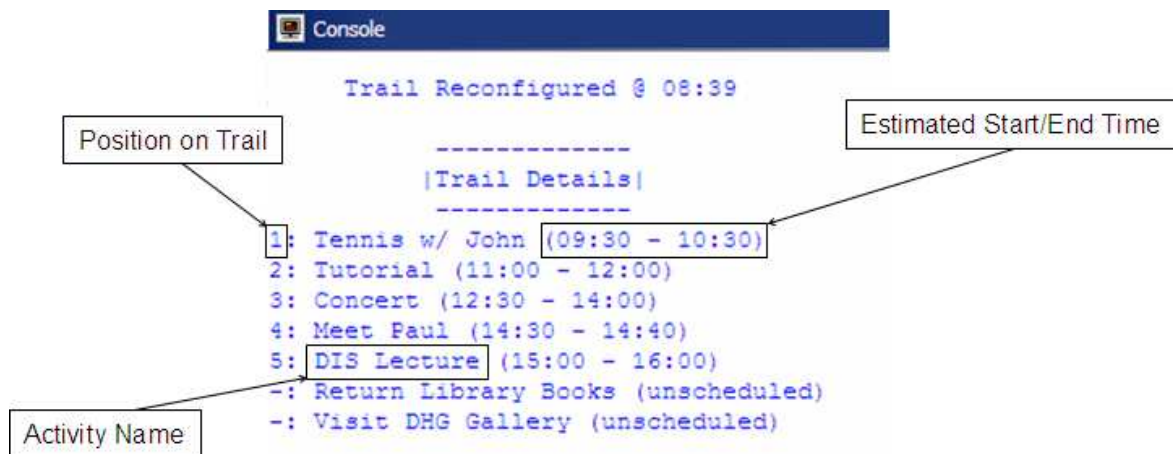 Console
Trail Reconfigured @ 08:39
Position on Trail
Estimated Start/End Time
-------------
|Trail Details|
-------------
1: Tennis w/ John (09:30 - 10:30)
2: Tutorial (11:00 - 12:00)
3: Concert (12:30 - 14:00)
4: Meet Paul (14:30 - 14:40)
5: DIS Lecture (15:00 - 16:00)
-: Return Library Books (unscheduled)
-: Visit DHG Gallery (unscheduled)
Activity Name